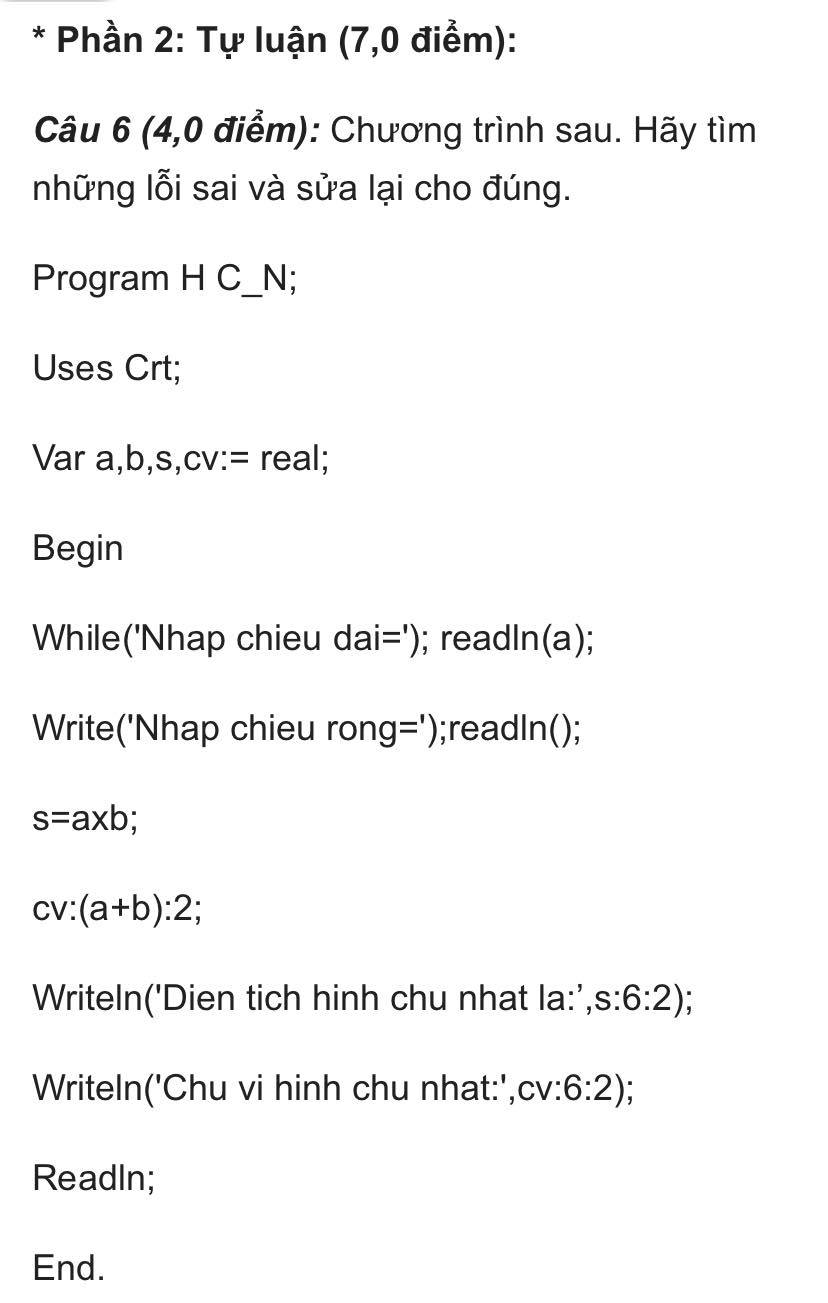 * Phần 2: Tự luận (7,0 điểm):
Câu 6 (4,0 điểm): Chương trình sau. Hãy tìm
những lỗi sai và sửa lại cho đúng.
Program H C_N;
Uses Crt;
Var a,b,s,cv:= real;
Begin
While('Nhap chieu dai='); readln(a);
Write('Nhap chieu rong=');readln();
s=axb;
cv:(a+b):2;
Writeln('Dien tich hinh chu nhat la:’,s:6:2);
Writeln('Chu vi hinh chu nhat:',cv:6:2);
Readln;
End.